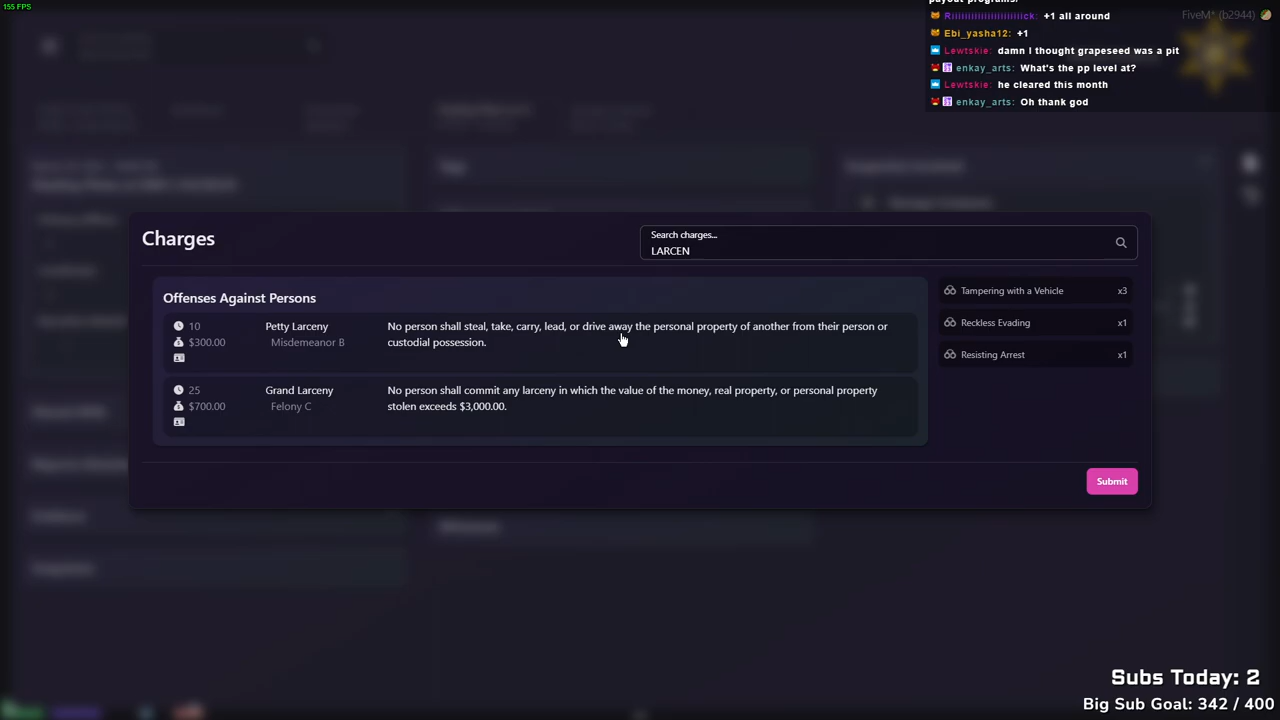 155 FPS
payout programs!
Riiiiiiiiiiiiiiiiiiiiick: +1 all around
FiveM* (b2944)
Ebi_yasha12: +1
Lewtskie: damn I thought grapeseed was a pit
enkay_arts: What's the pp level at?
Lewtskie: he cleared this month
enkay_arts: Oh thank god
Charges
Search charges...
LARCEN
Offenses Against Persons
10
Petty Larceny
No person shall steal, take, carry, lead, or drive away the personal property of another from their person or
$300.00
Misdemeanor B
custodial possession.
25
Grand Larceny
No person shall commit any larceny in which the value of the money, real property, or personal property
$700.00
Felony C
stolen exceeds $3,000.00.
Tampering with a Vehicle x3
Reckless Evading x1
Resisting Arrest x1
Submit
Subs Today: 2
Big Sub Goal: 342 / 400